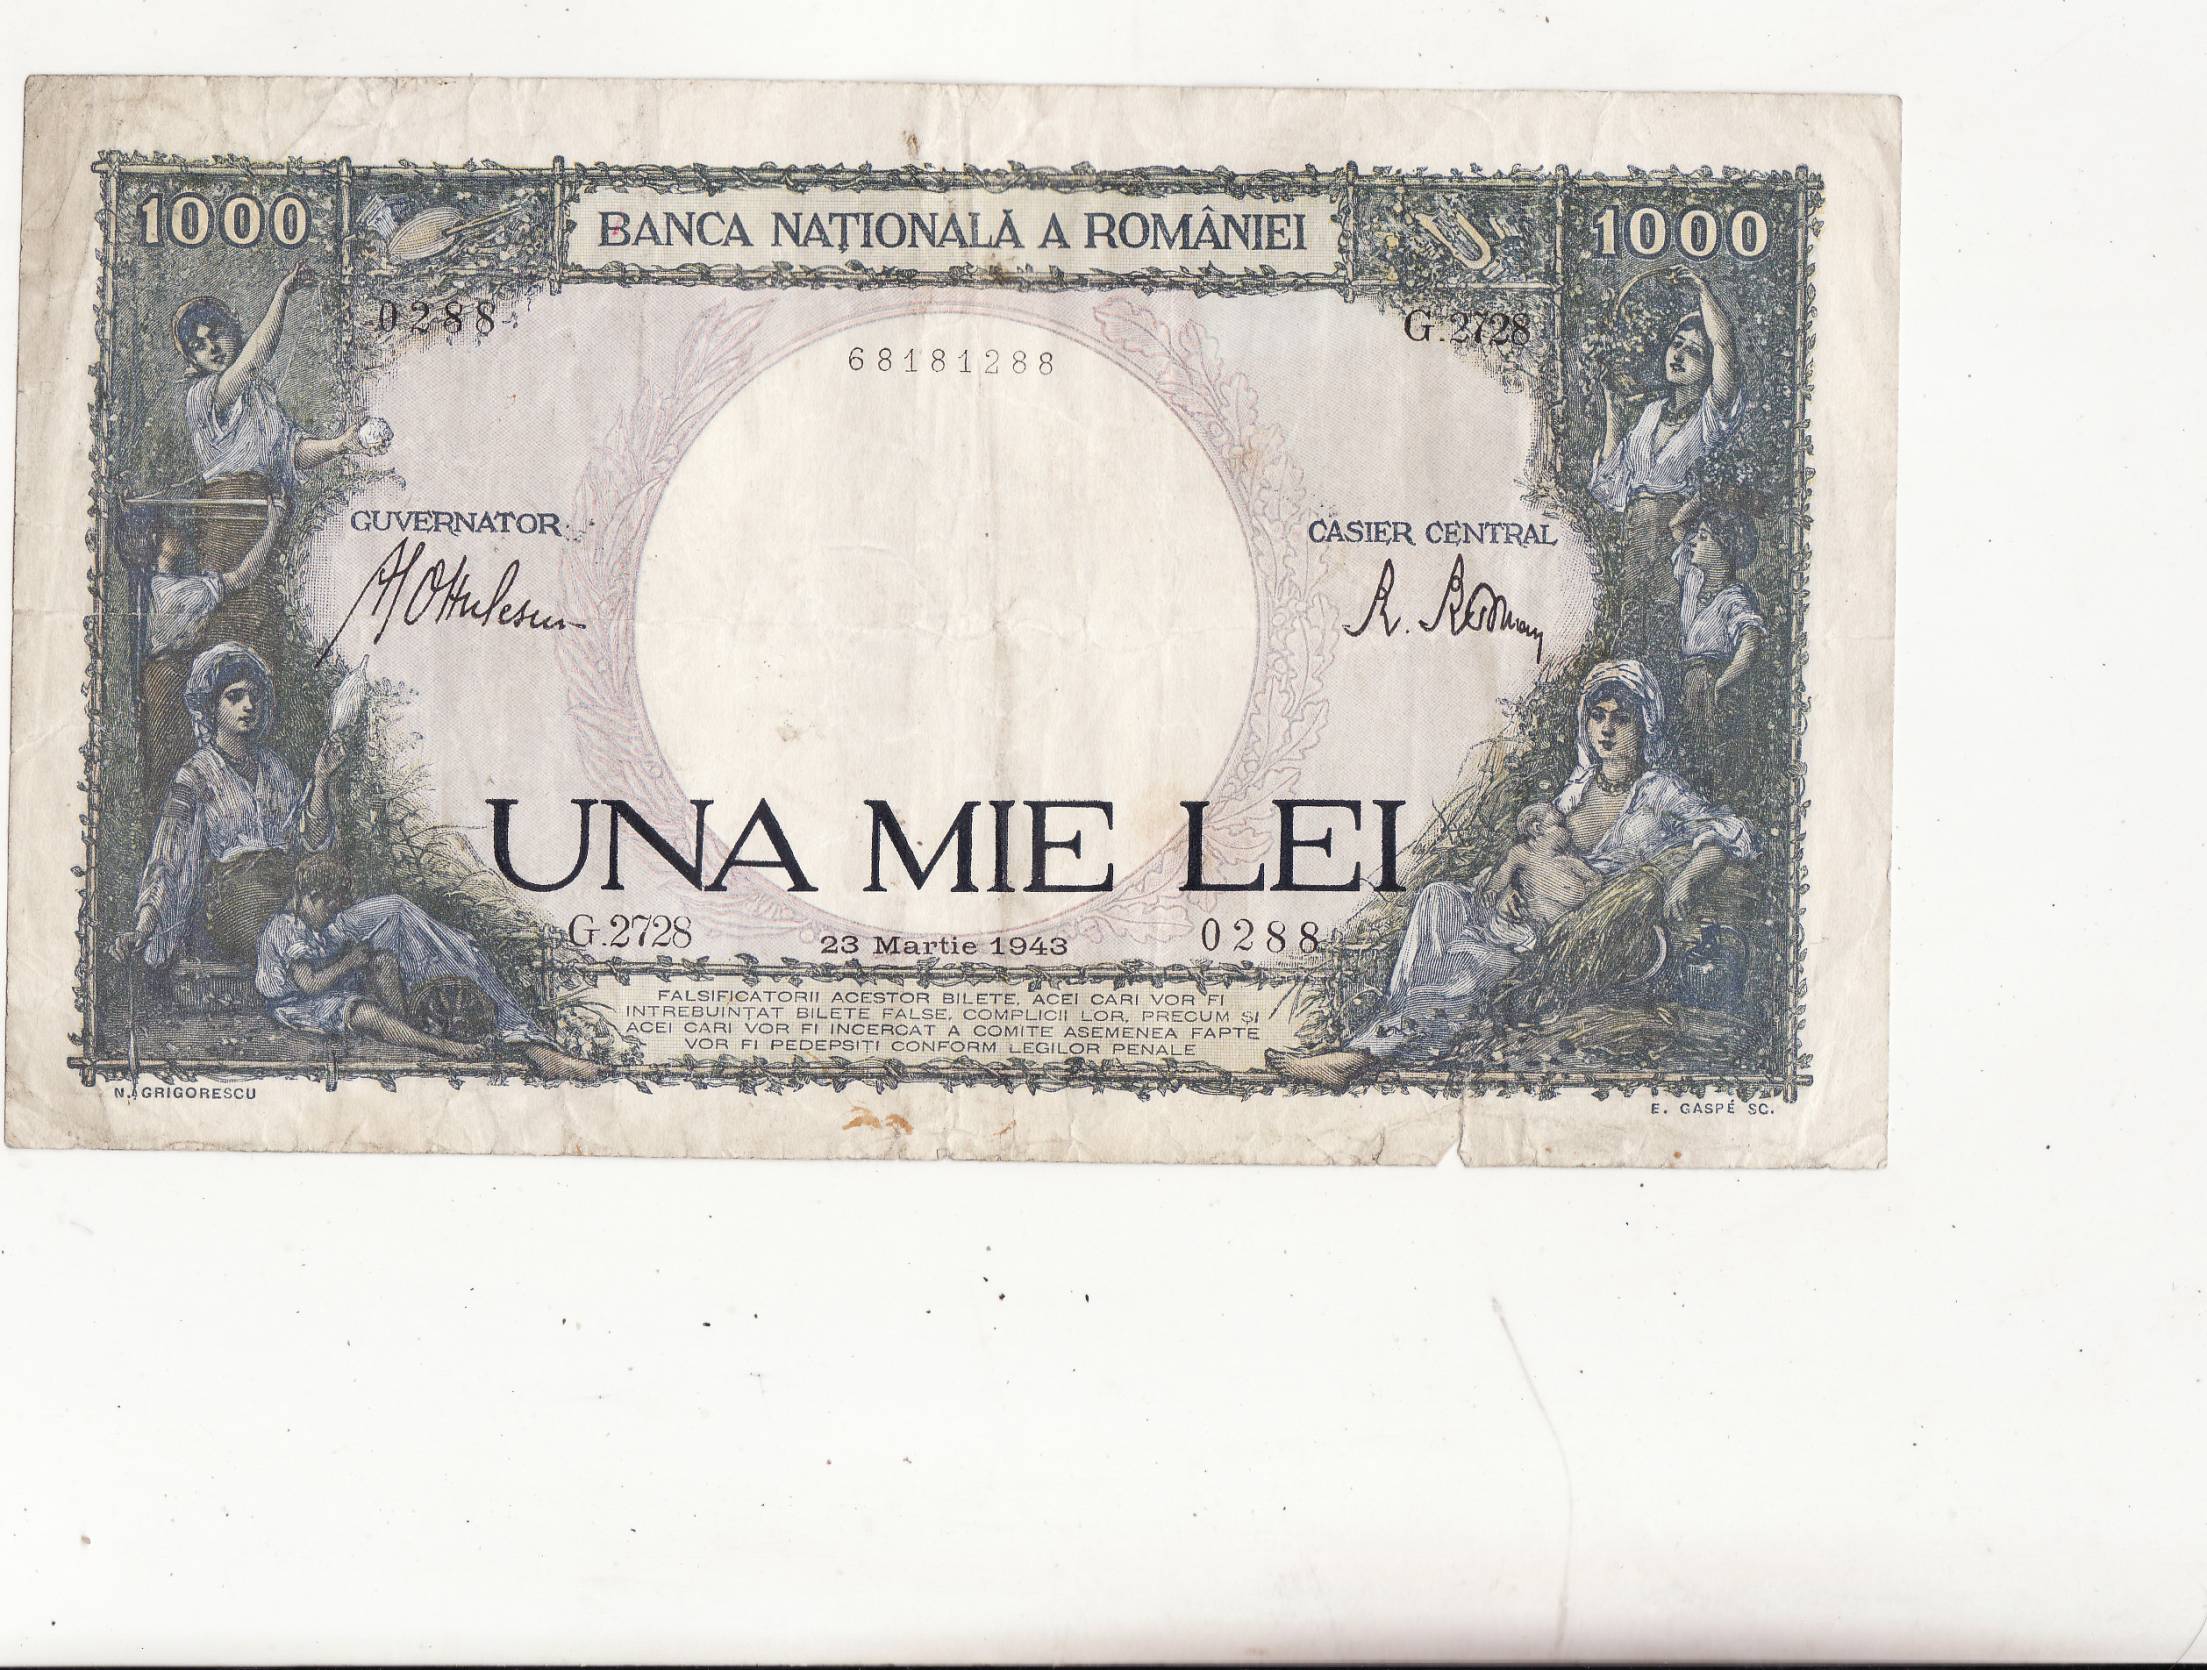 1000
BANCA NAȚIONALĂ A ROMÂNIEI
1000
0288
G.2728
68181288
GUVERNATOR
CASIER CENTRAL
UNA MIE LEI
G.2728
23 Martie 1943
0288
FALSIFICATORII ACESTOR BILETE, ACEI CARI VOR FI
INTREBUINȚAT BILETE FALSE, COMPLICII LOR, PRECUM ȘI
ACEI CARI VOR FI INCERCAT A COMITE ASEMENEA FAPTE
VOR FI PEDEPSITI CONFORM LEGILOR PENALE
N. GRIGORESCU
E. GASPÉ SC.